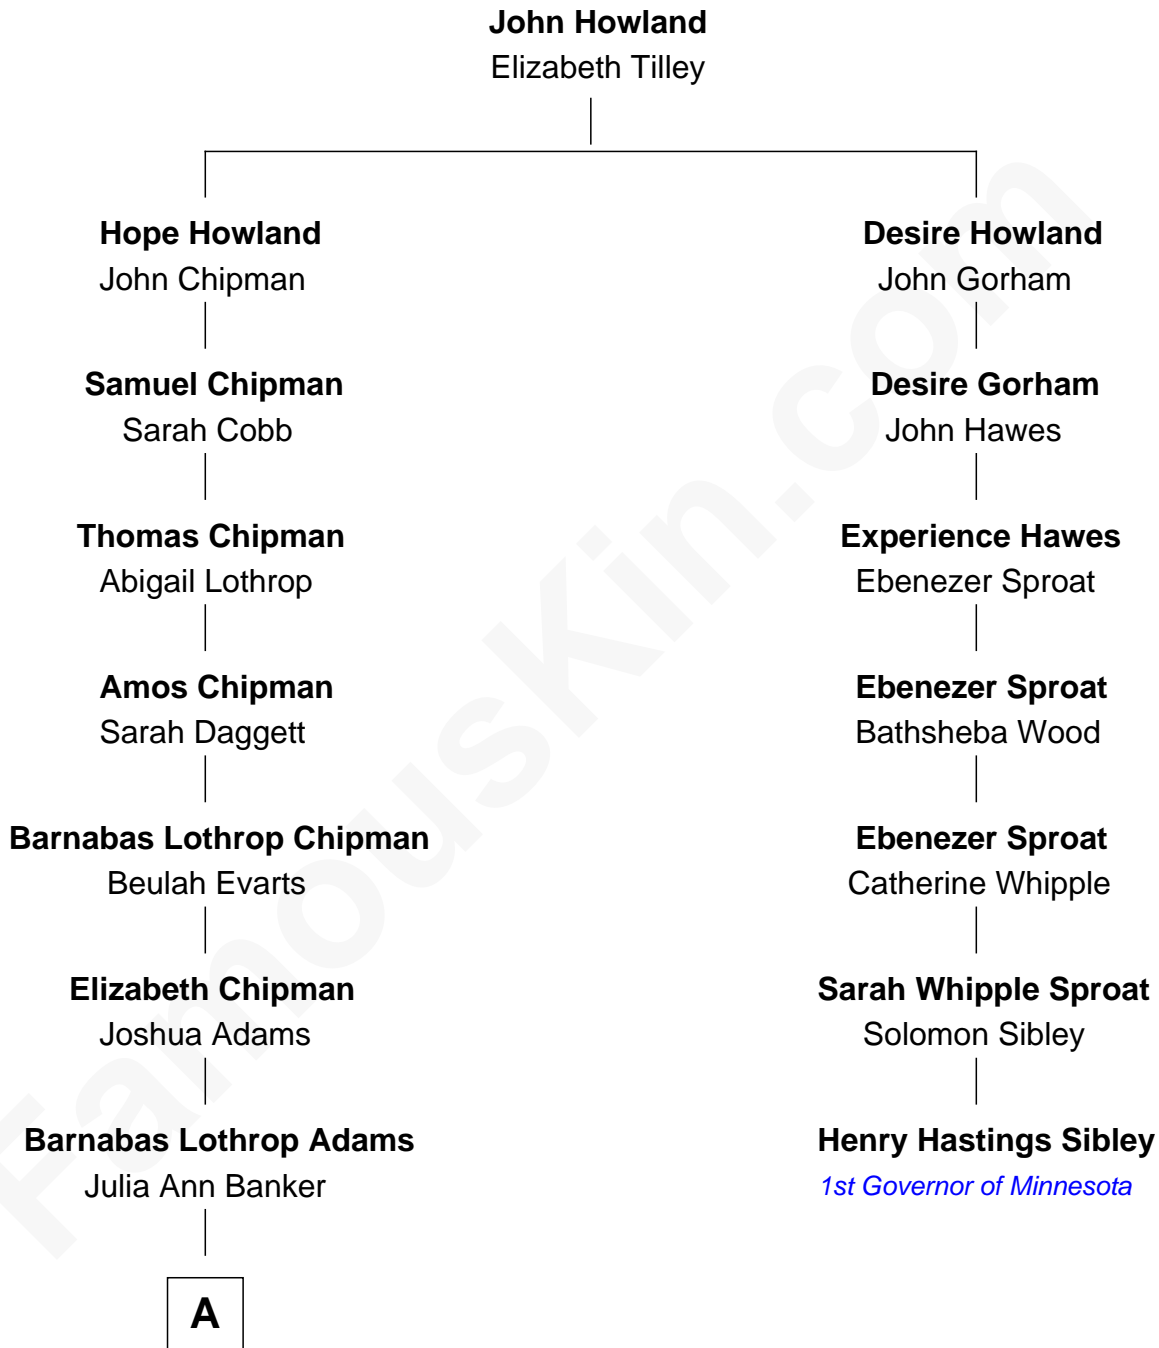 John Howland
Elizabeth Tilley
Hope Howland
John Chipman
Desire Howland
John Gorham
Samuel Chipman
Sarah Cobb
Desire Gorham
John Hawes
Thomas Chipman
Abigail Lothrop
Experience Hawes
Ebenezer Sproat
Amos Chipman
Sarah Daggett
Ebenezer Sproat
Bathsheba Wood
Barnabas Lothrop Chipman
Beulah Evarts
Ebenezer Sproat
Catherine Whipple
Elizabeth Chipman
Joshua Adams
Sarah Whipple Sproat
Solomon Sibley
Barnabas Lothrop Adams
Julia Ann Banker
Henry Hastings Sibley
1st Governor of Minnesota
A
FamousKin.com